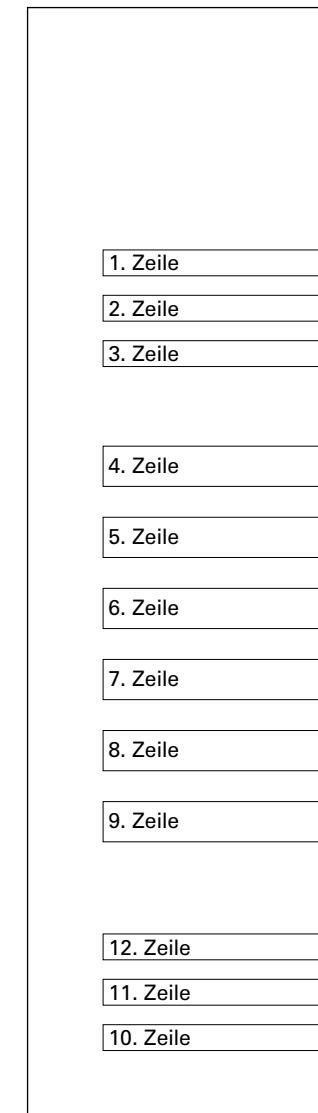 1. Zeile
2. Zeile
3. Zeile
4. Zeile
5. Zeile
6. Zeile
7. Zeile
8. Zeile
9. Zeile
12. Zeile
11. Zeile
10. Zeile